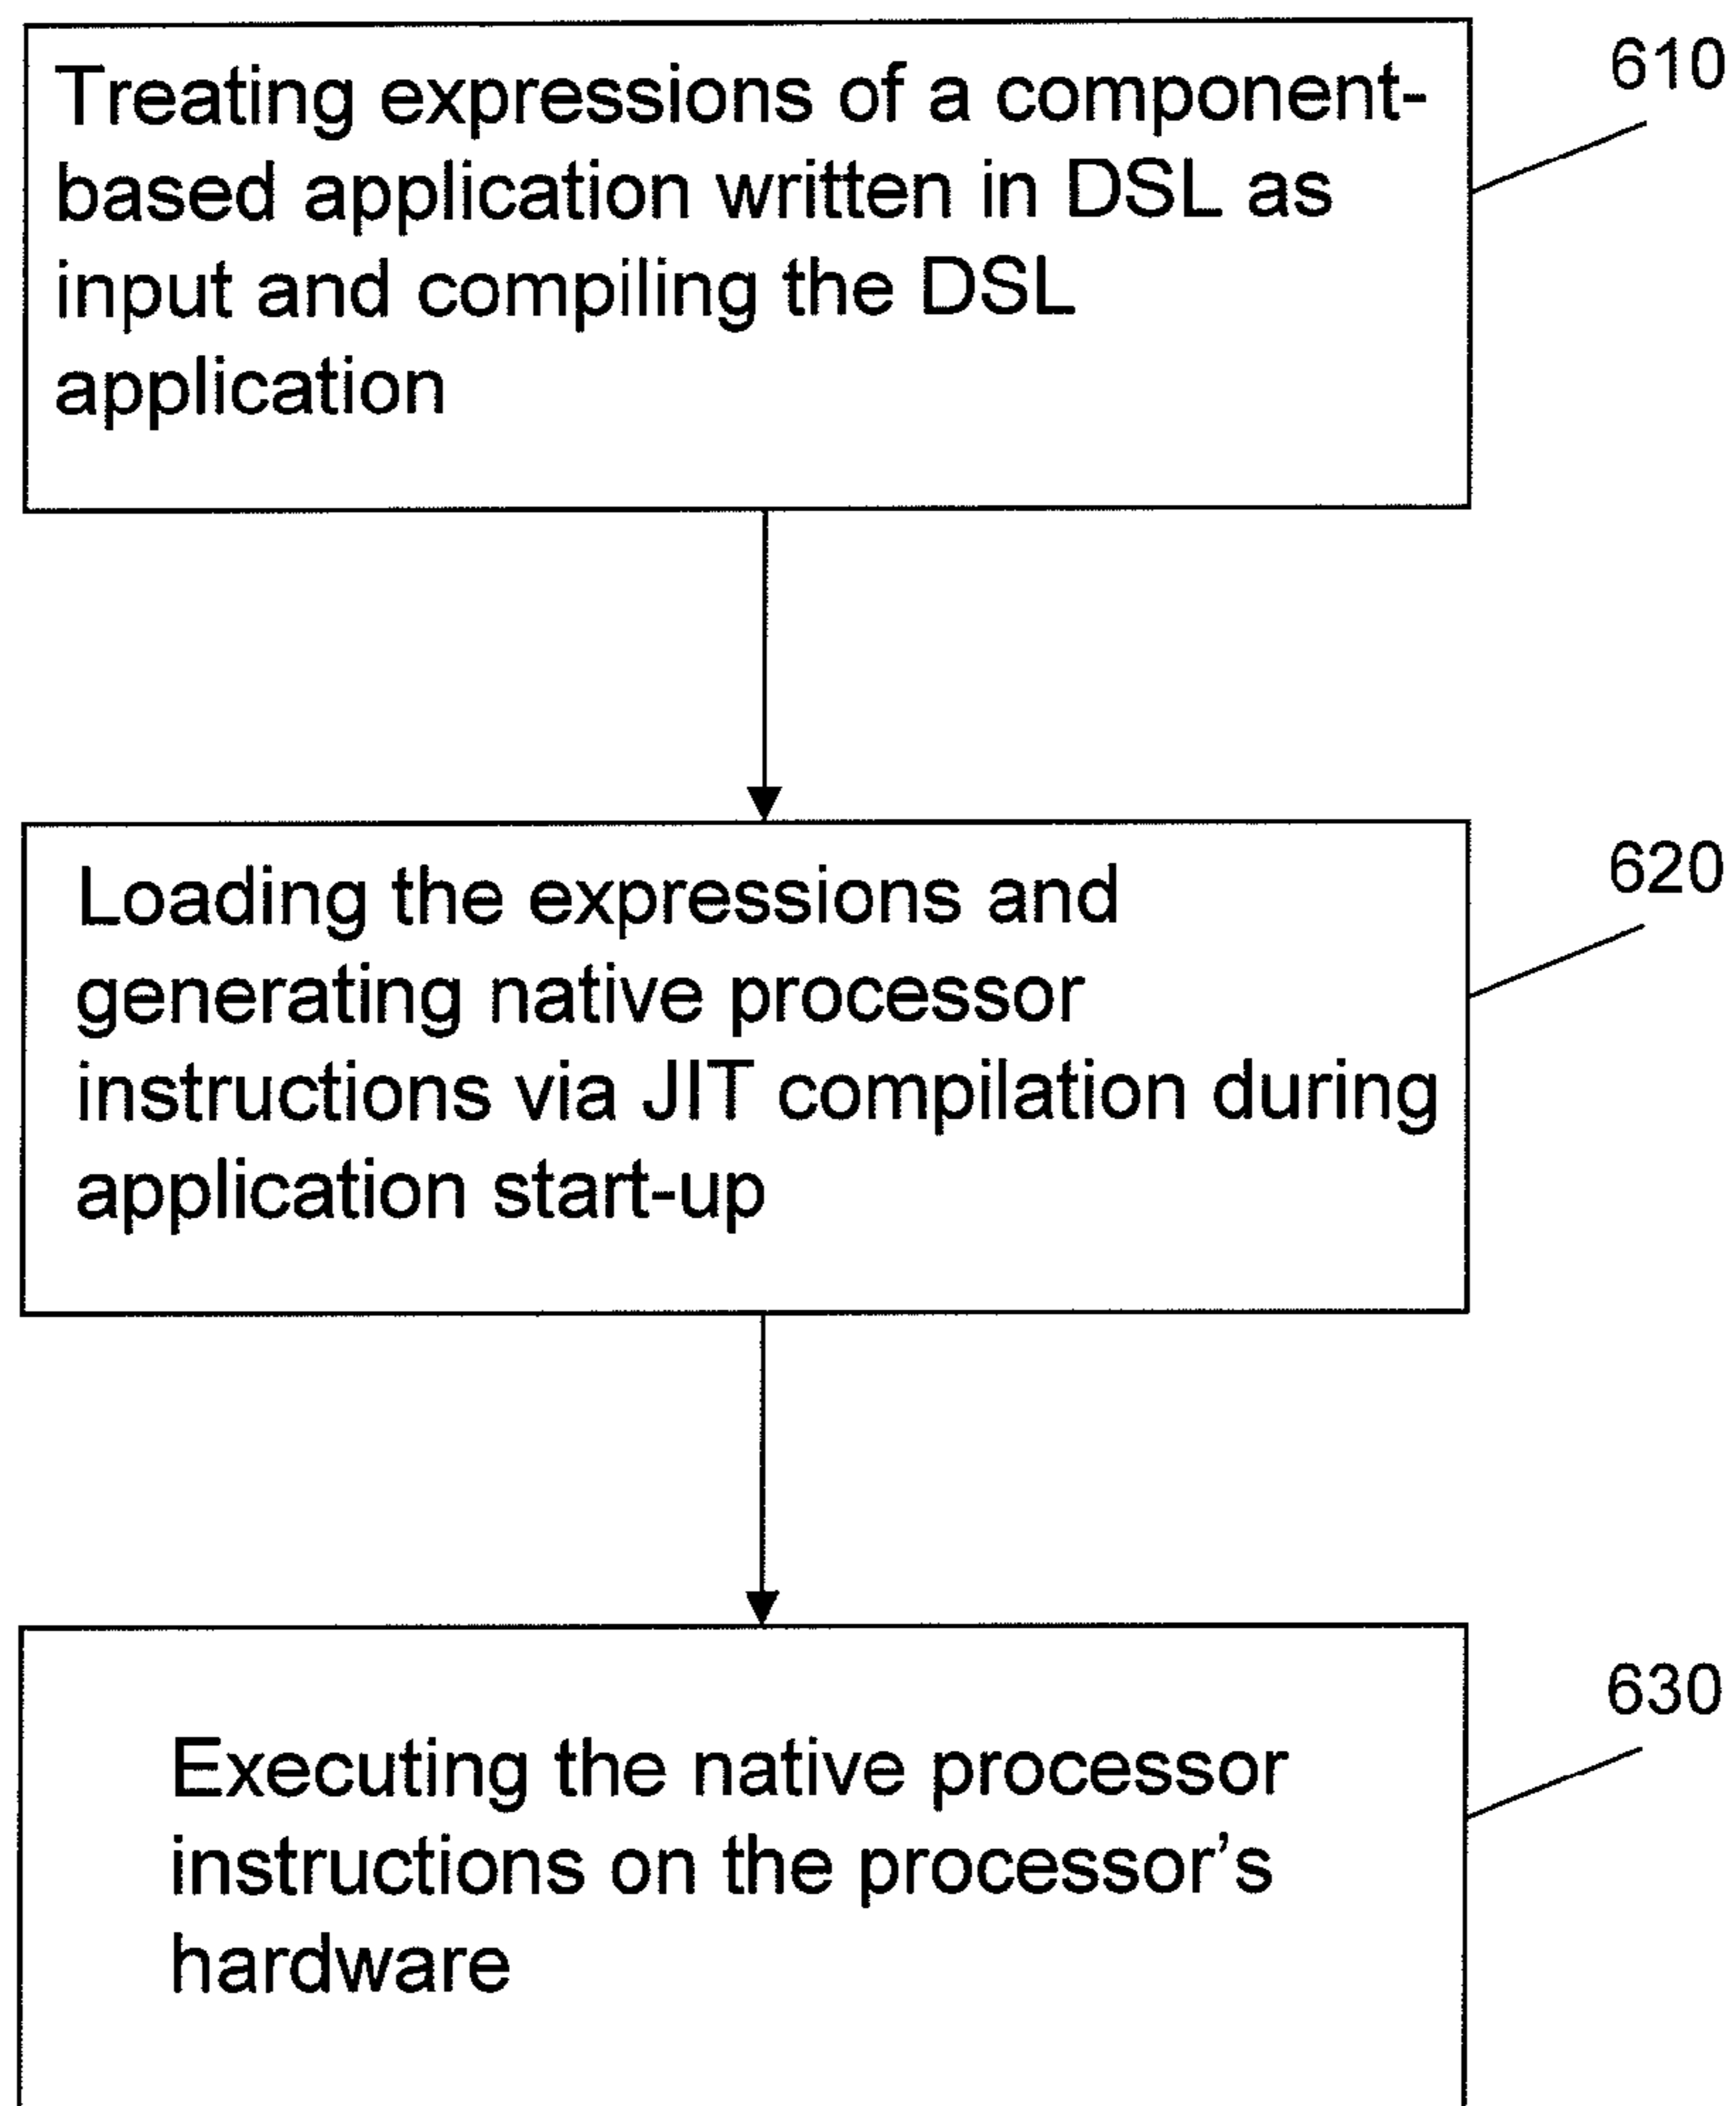 Treating expressions of a component-
based application written in DSL as
input and compiling the DSL
application
610
Loading the expressions and
generating native processor
instructions via JIT compilation during
application start-up
620
Executing the native processor
instructions on the processor's
hardware
630